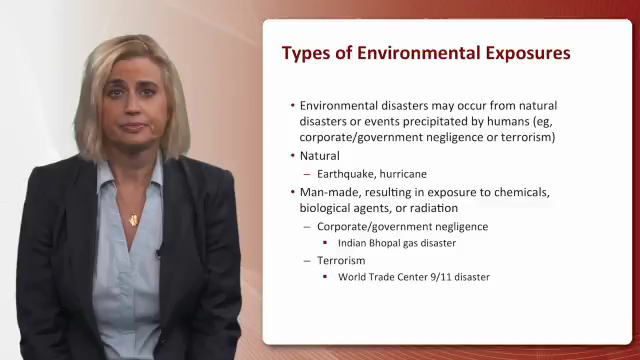 Types of Environmental Exposures
• Environmental disasters may occur from natural
disasters or events precipitated by humans (eg,
corporate/government negligence or terrorism)
• Natural
– Earthquake, hurricane
• Man-made, resulting in exposure to chemicals,
biological agents, or radiation
– Corporate/government negligence
▪ Indian Bhopal gas disaster
– Terrorism
▪ World Trade Center 9/11 disaster